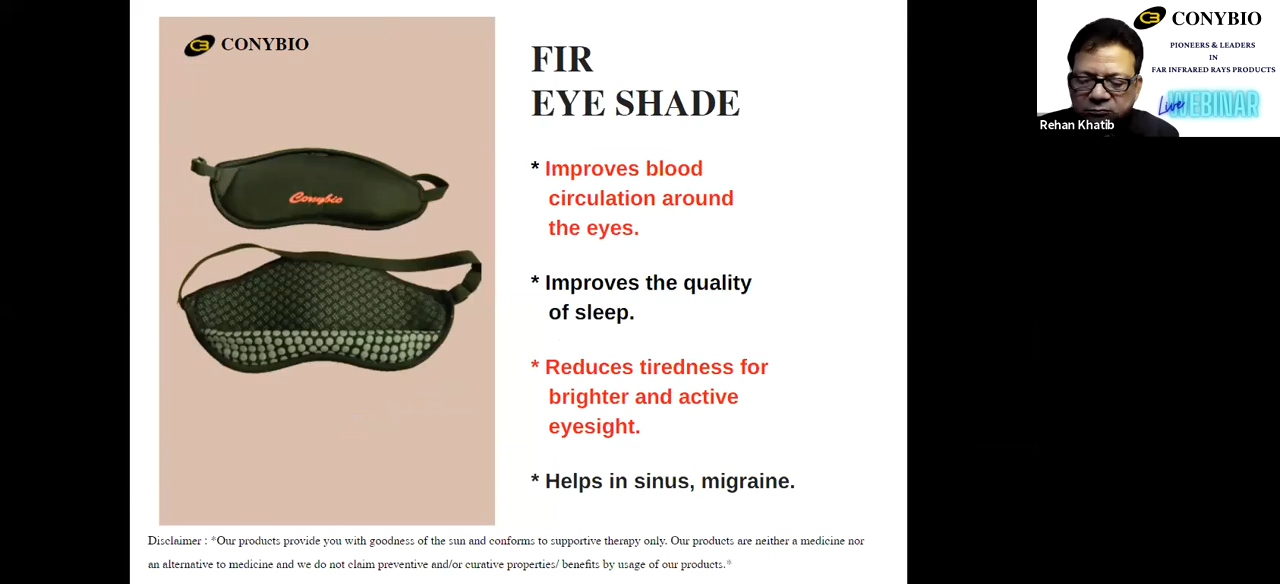 CONYBIO
FIR
EYE SHADE
* Improves blood
circulation around
the eyes.
* Improves the quality
of sleep.
* Reduces tiredness for
brighter and active
eyesight.
* Helps in sinus, migraine.
Conybio
Disclaimer : *Our products provide you with goodness of the sun and conforms to supportive therapy only. Our products are neither a medicine nor
an alternative to medicine and we do not claim preventive and/or curative properties/ benefits by usage of our products.*
CB CONYBIO
PIONEERS & LEADERS
IN
FAR INFRARED RAYS PRODUCTS
Live WEBINAR
Rehan Khatib